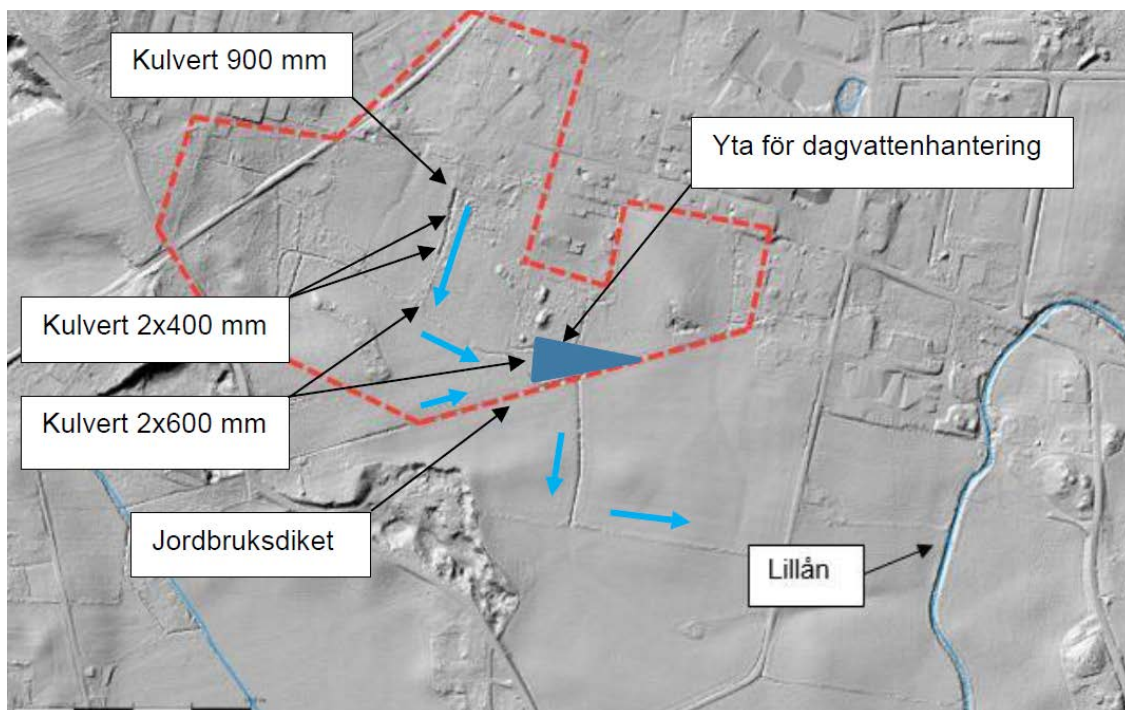 Kulvert 900 mm
Yta för dagvattenhantering
Kulvert 2x400 mm
Kulvert 2x600 mm
Jordbruksdiket
Lillån